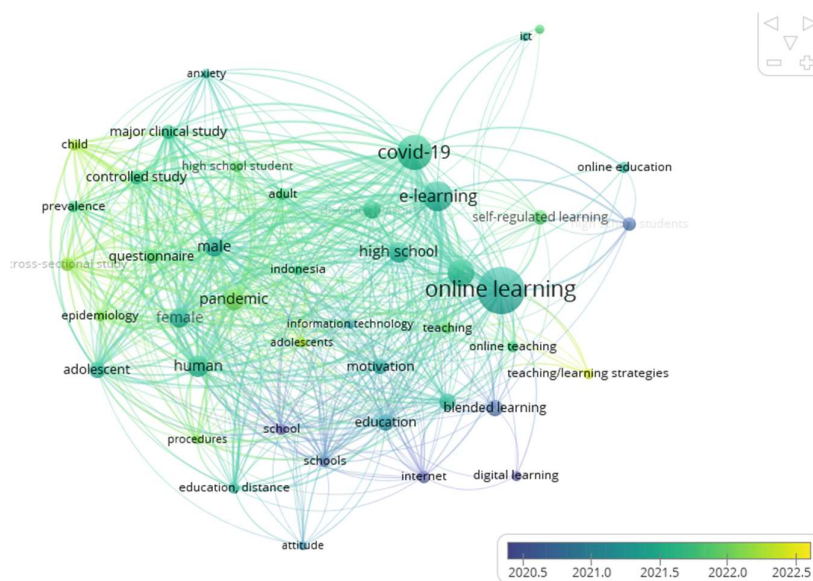 ict
anxiety
major clinical study
child
covid-19
high school student
online education
controlled study
e-learning
adult
prevalence
self-regulated learning
high school students
male
high school
questionnaire
cross-sectional study
indonesia
online learning
pandemic
epidemiology
female
information technology
teaching
adolescents
online teaching
adolescent
human
motivation
teaching/learning strategies
blended learning
education
school
procedures
schools
internet
digital learning
education, distance
attitude
2020.5 2021.0 2021.5 2022.0 2022.5